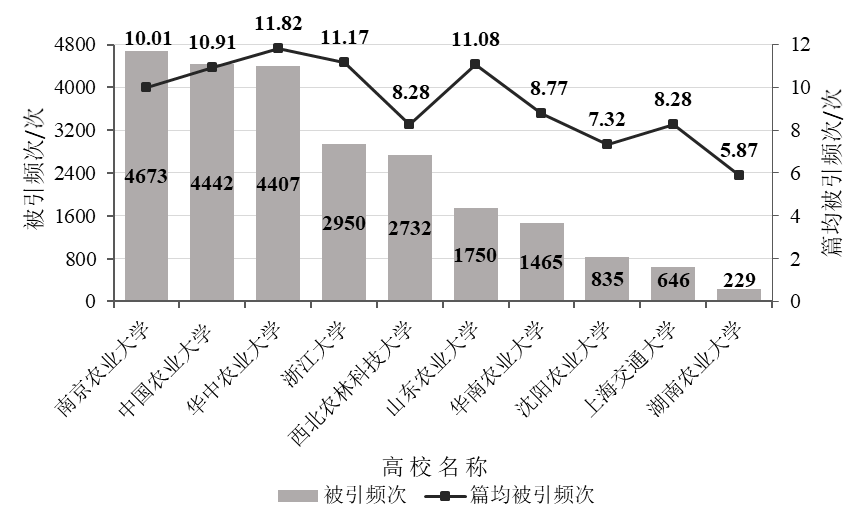 10.01 10.91 11.82 11.17 8.28 11.08 8.77 7.32 8.28 5.87
被引频次/次
4800
4000
3200
2400
1600
800
0
4673 4442 4407 2950 2732 1750 1465 835 646 229
12
10
8
6
4
2
0
篇均被引频次/次
南京农业大学
中国农业大学
华中农业大学
浙江大学
西北农林科技大学
山东农业大学
华南农业大学
沈阳农业大学
上海交通大学
湖南农业大学
高校名称
被引频次 篇均被引频次